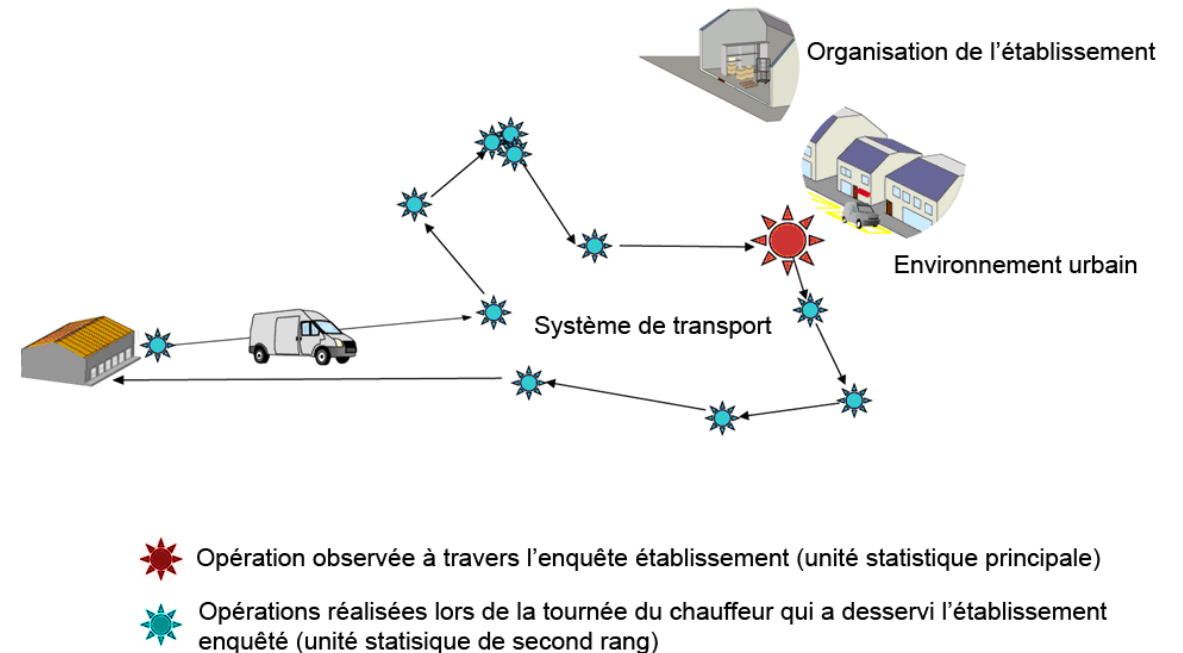 Organisation de l'établissement
Environnement urbain
Système de transport
Opération observée à travers l'enquête établissement (unité statistique principale)
Opérations réalisées lors de la tournée du chauffeur qui a desservi l'établissement
enquêté (unité statisique de second rang)